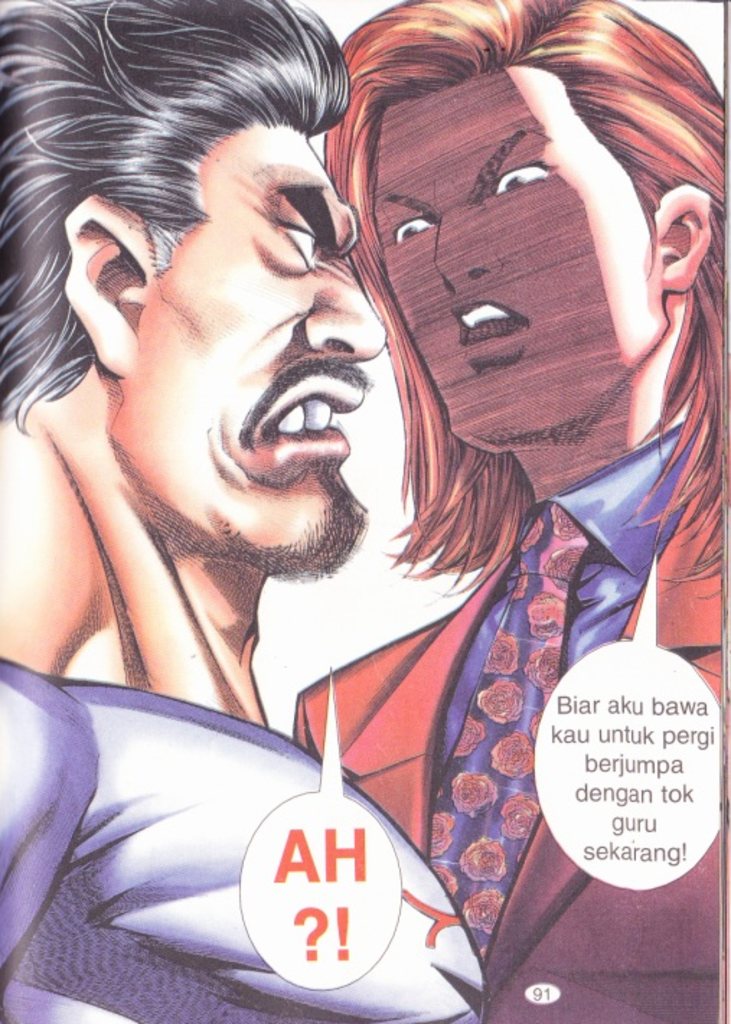 AH
?!
Biar aku bawa
kau untuk pergi
berjumpa
dengan tok
guru
sekarang!
91